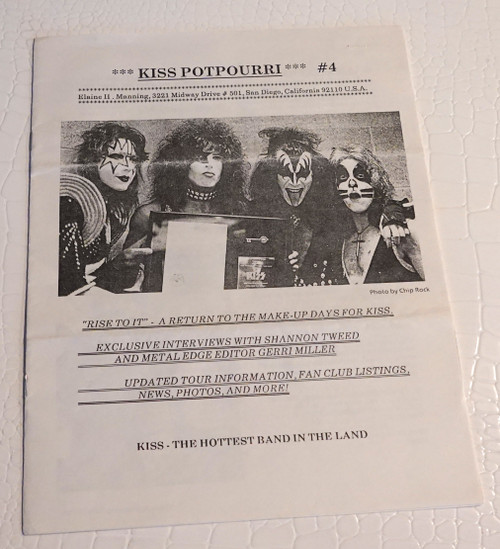 *** KISS POTPOURRI *** #4
Elaine H. Manning, 3221 Midway Drive # 501, San Diego, California 92110 U.S.A.
KISS
Photo by Chip Rock
"RISE TO IT" - A RETURN TO THE MAKE-UP DAYS FOR KISS,
EXCLUSIVE INTERVIEWS WITH SHANNON TWEED
AND METAL EDGE EDITOR GERRI MILLER
UPDATED TOUR INFORMATION, FAN CLUB LISTINGS,
NEWS, PHOTOS, AND MORE!
KISS - THE HOTTEST BAND IN THE LAND